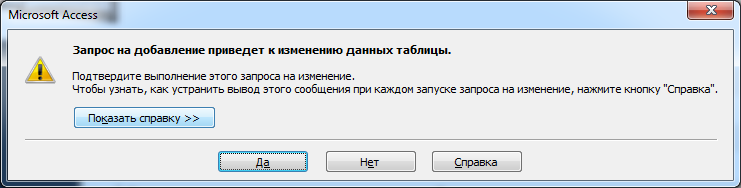 Microsoft Access
Запрос на добавление приведет к изменению данных таблицы.
Подтвердите выполнение этого запроса на изменение.
Чтобы узнать, как устранить вывод этого сообщения при каждом запуске запроса на изменение, нажмите кнопку "Справка".
Показать справку >>
Да Нет Справка